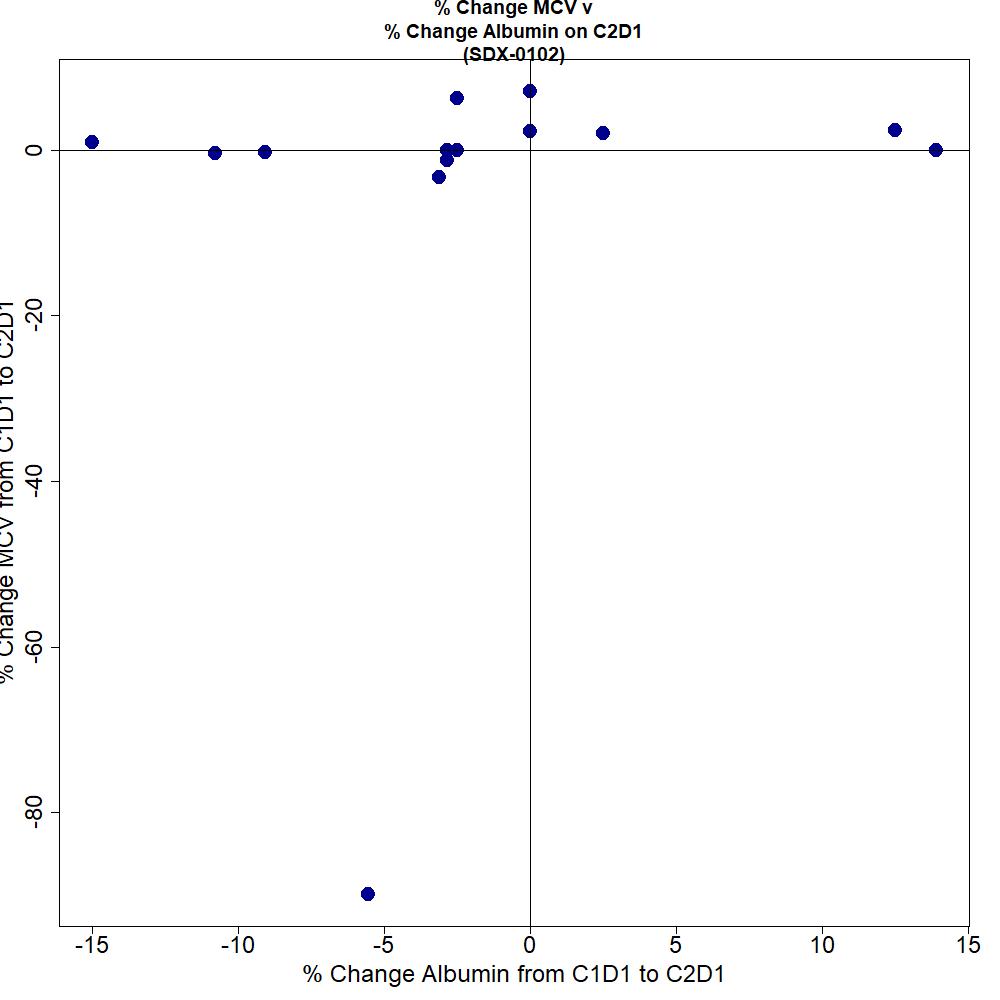 % Change MCV v
% Change Albumin on C2D1
(SDX-0102)
% Change MCV from C1D1 to C2D1
0
-20
-40
-60
-80
-15 -10 -5 0 5 10 15
% Change Albumin from C1D1 to C2D1